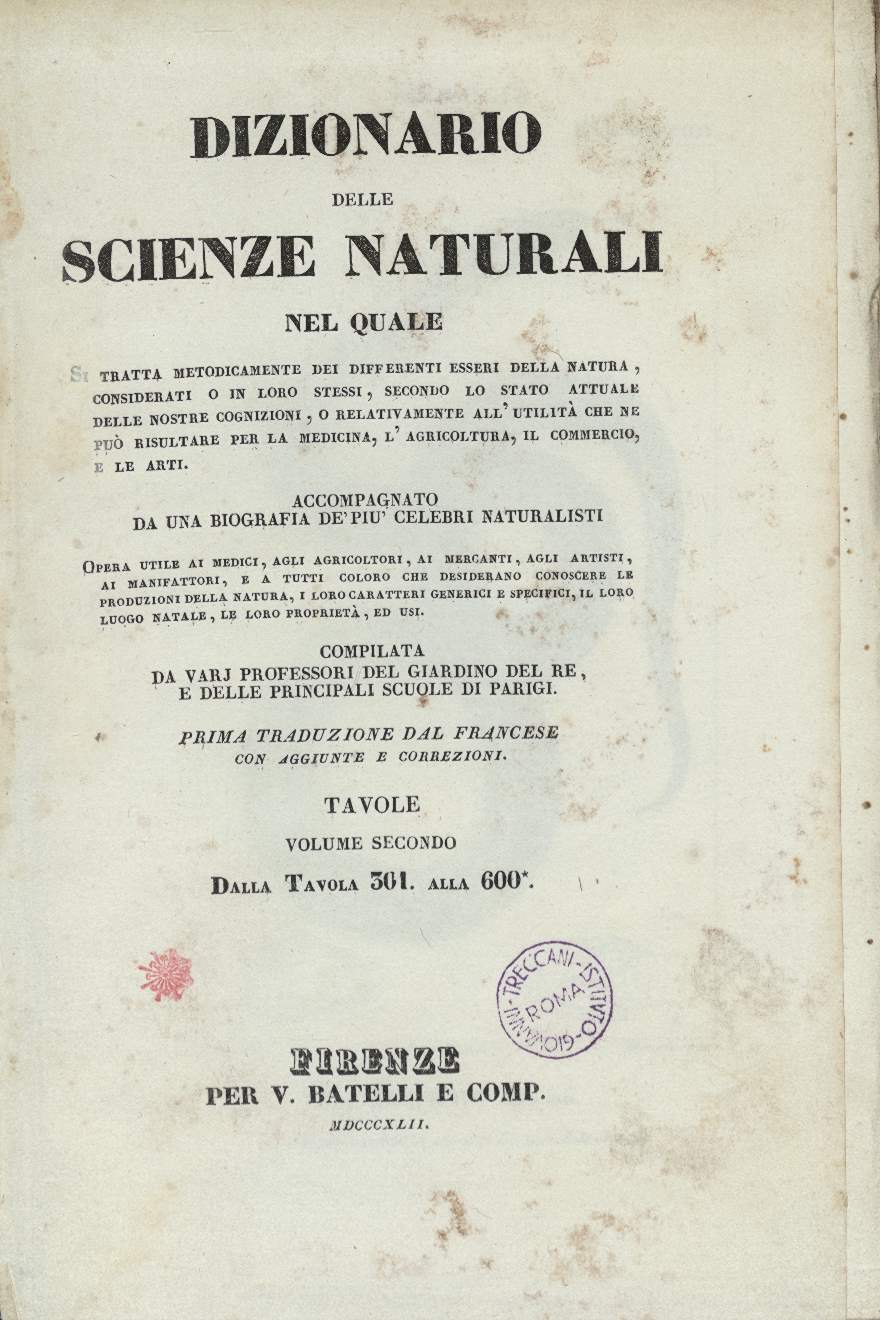 DIZIONARIO
DELLE
SCIENZE NATURALI
NEL QUALE
SI TRATTA METODICAMENTE DEI DIFFERENTI ESSERI DELLA NATURA,
CONSIDERATI O IN LORO STESSI, SECONDO LO STATO ATTUALE
DELLE NOSTRE COGNIZIONI, O RELATIVAMENTE ALL' UTILITÀ CHE NE
PUÒ RISULTARE PER LA MEDICINA, L' AGRICOLTURA, IL COMMERCIO,
E LE ARTI.
ACCOMPAGNATO
DA UNA BIOGRAFIA DE' PIU' CELEBRI NATURALISTI
OPERA UTILE AI MEDICI, AGLI AGRICOLTORI, AI MERCANTI, AGLI ARTISTI,
AI MANIFATTORI, E A TUTTI COLORO CHE DESIDERANO CONOSCERE LE
PRODUZIONI DELLA NATURA, I LORO CARATTERI GENERICI E SPECIFICI, IL LORO
LUOGO NATALE, LE LORO PROPRIETÀ, ED USI.
COMPILATA
DA VARJ PROFESSORI DEL GIARDINO DEL RE,
E DELLE PRINCIPALI SCUOLE DI PARIGI.
PRIMA TRADUZIONE DAL FRANCESE
CON AGGIUNTE E CORREZIONI.
TAVOLE
VOLUME SECONDO
DALLA TAVOLA 301. ALLA 600*.
ISTITVTO - GIOVANNI - TRECCANI -
ROMA
FIRENZE
PER V. BATELLI E COMP.
MDCCCXLII.